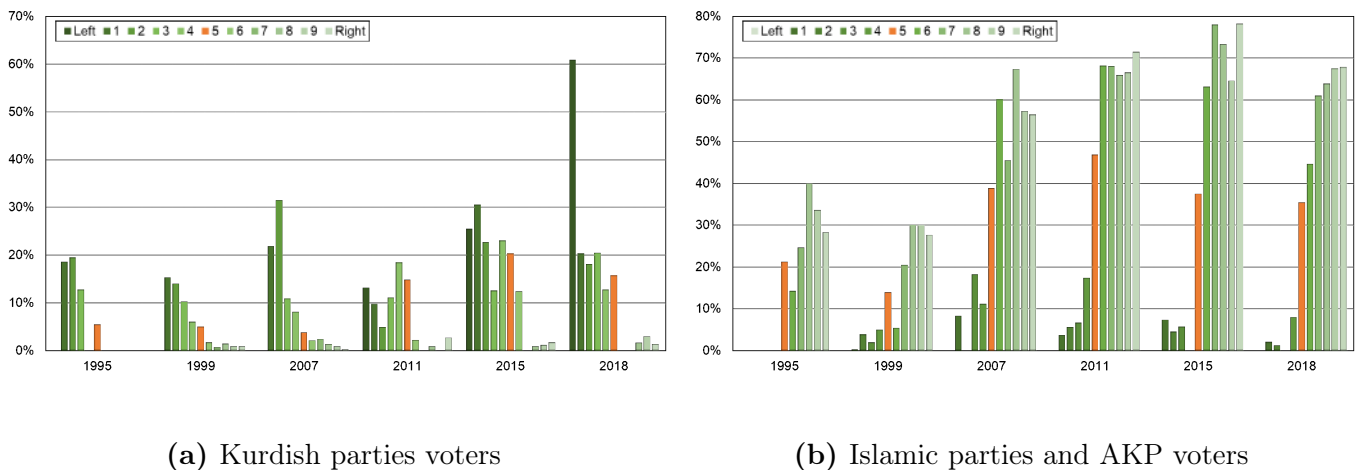 70%
60%
50%
40%
30%
20%
10%
0%
Left 1 2 3 4 5 6 7 8 9 Right
1995 1999 2007 2011 2015 2018
(a) Kurdish parties voters
80%
70%
60%
50%
40%
30%
20%
10%
0%
Left 1 2 3 4 5 6 7 8 9 Right
1995 1999 2007 2011 2015 2018
(b) Islamic parties and AKP voters